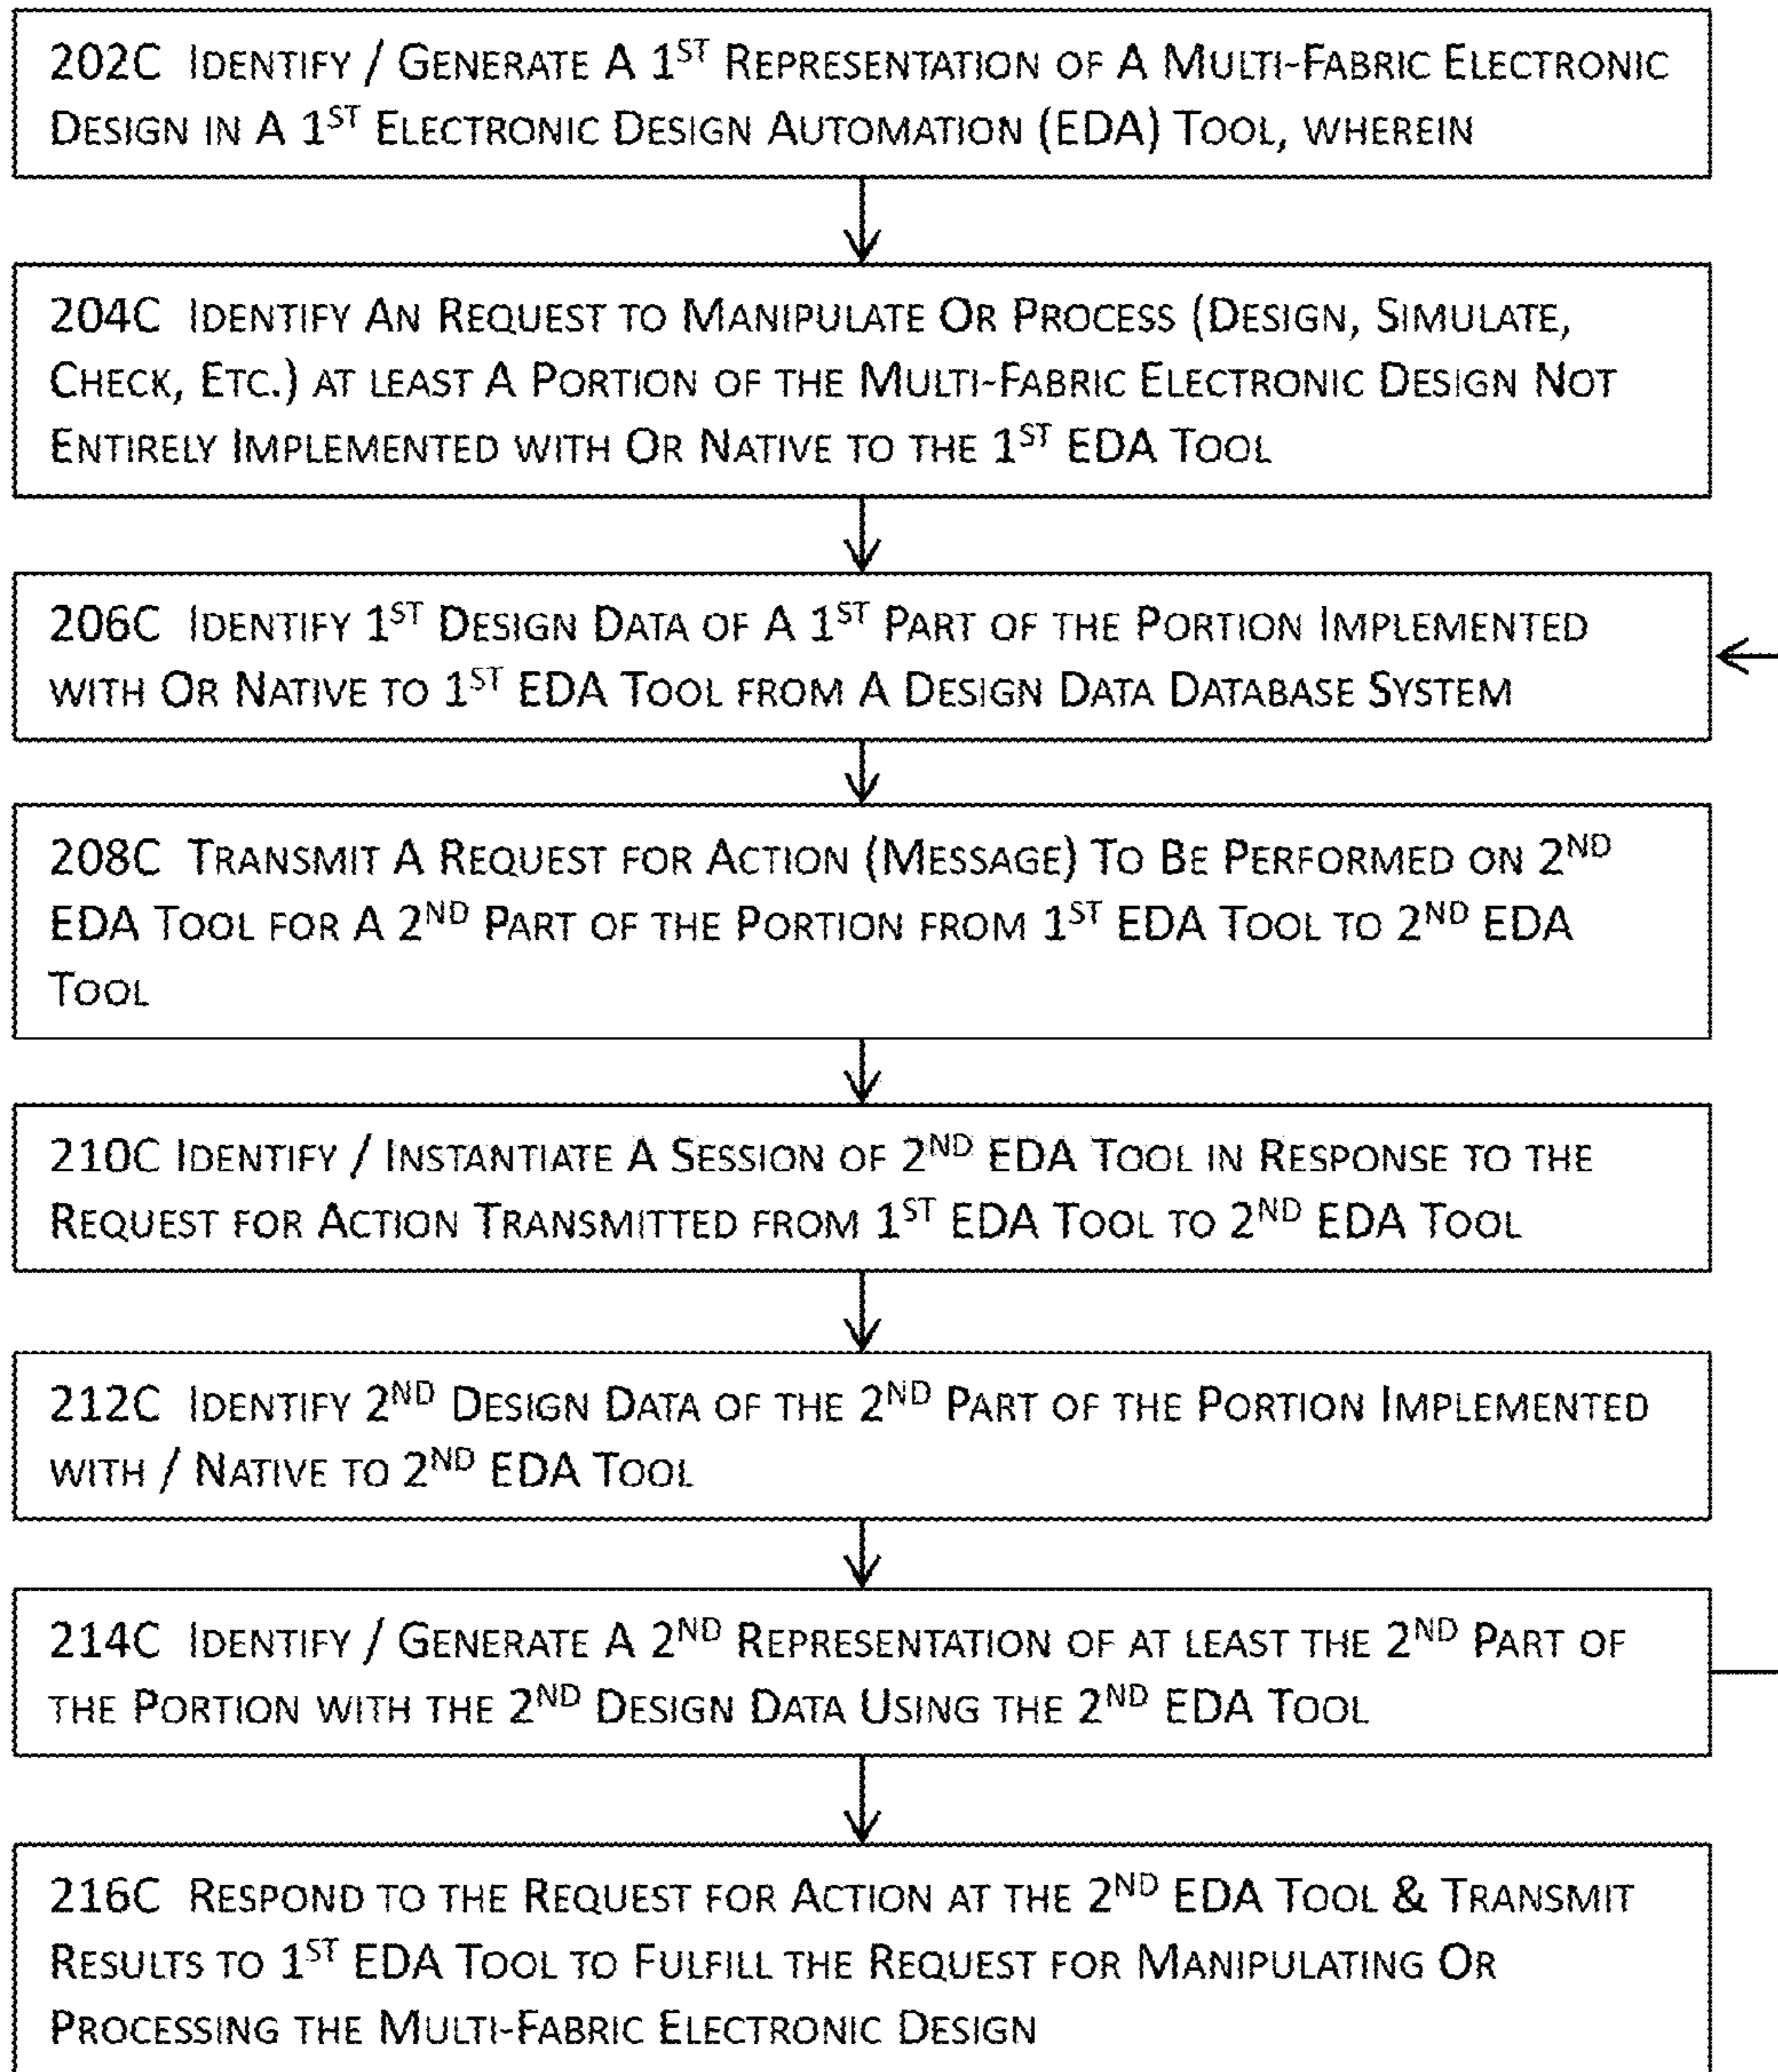 202C IDENTIFY / GENERATE A 1ST REPRESENTATION OF A MULTI-FABRIC ELECTRONIC
DESIGN IN A 1ST ELECTRONIC DESIGN AUTOMATION (EDA) TOOL, WHEREIN
204C IDENTIFY AN REQUEST TO MANIPULATE OR PROCESS (DESIGN, SIMULATE,
CHECK, ETC.) AT LEAST A PORTION OF THE MULTI-FABRIC ELECTRONIC DESIGN NOT
ENTIRELY IMPLEMENTED WITH OR NATIVE TO THE 1ST EDA TOOL
206C IDENTIFY 1ST DESIGN DATA OF A 1ST PART OF THE PORTION IMPLEMENTED
WITH OR NATIVE TO 1ST EDA TOOL FROM A DESIGN DATA DATABASE SYSTEM
208C TRANSMIT A REQUEST FOR ACTION (MESSAGE) TO BE PERFORMED ON 2ND
EDA TOOL FOR A 2ND PART OF THE PORTION FROM 1ST EDA TOOL TO 2ND EDA
TOOL
210C IDENTIFY / INSTANTIATE A SESSION OF 2ND EDA TOOL IN RESPONSE TO THE
REQUEST FOR ACTION TRANSMITTED FROM 1ST EDA TOOL TO 2ND EDA TOOL
212C IDENTIFY 2ND DESIGN DATA OF THE 2ND PART OF THE PORTION IMPLEMENTED
WITH / NATIVE TO 2ND EDA TOOL
214C IDENTIFY / GENERATE A 2ND REPRESENTATION OF AT LEAST THE 2ND PART OF
THE PORTION WITH THE 2ND DESIGN DATA USING THE 2ND EDA TOOL
216C RESPOND TO THE REQUEST FOR ACTION AT THE 2ND EDA TOOL & TRANSMIT
RESULTS TO 1ST EDA TOOL TO FULFILL THE REQUEST FOR MANIPULATING OR
PROCESSING THE MULTI-FABRIC ELECTRONIC DESIGN